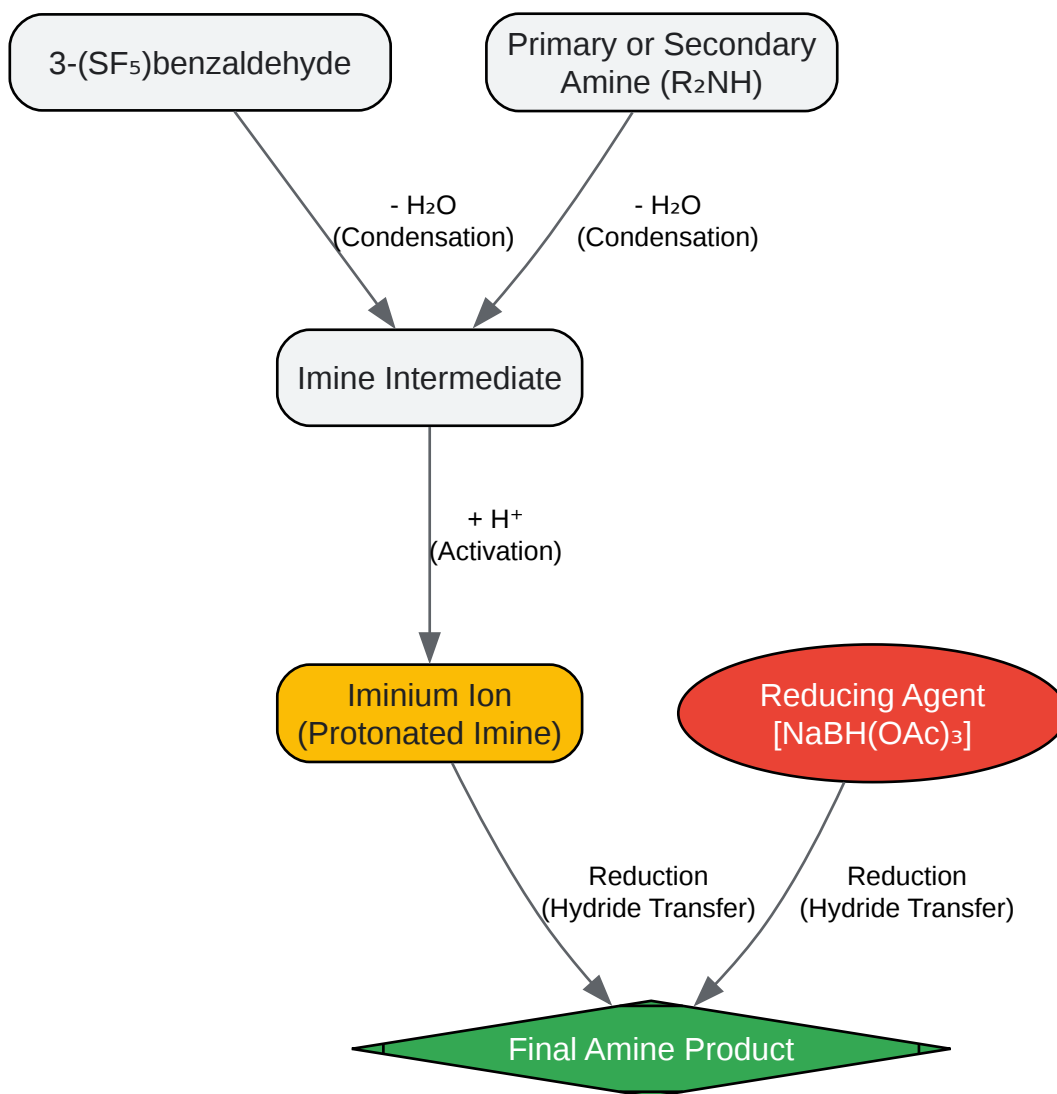 3-(SF₅)benzaldehyde
Primary or Secondary
Amine (R₂NH)
- H₂O
(Condensation)
- H₂O
(Condensation)
Imine Intermediate
+ H⁺
(Activation)
Iminium Ion
(Protonated Imine)
Reducing Agent
[NaBH(OAc)₃]
Reduction
(Hydride Transfer)
Reduction
(Hydride Transfer)
Final Amine Product